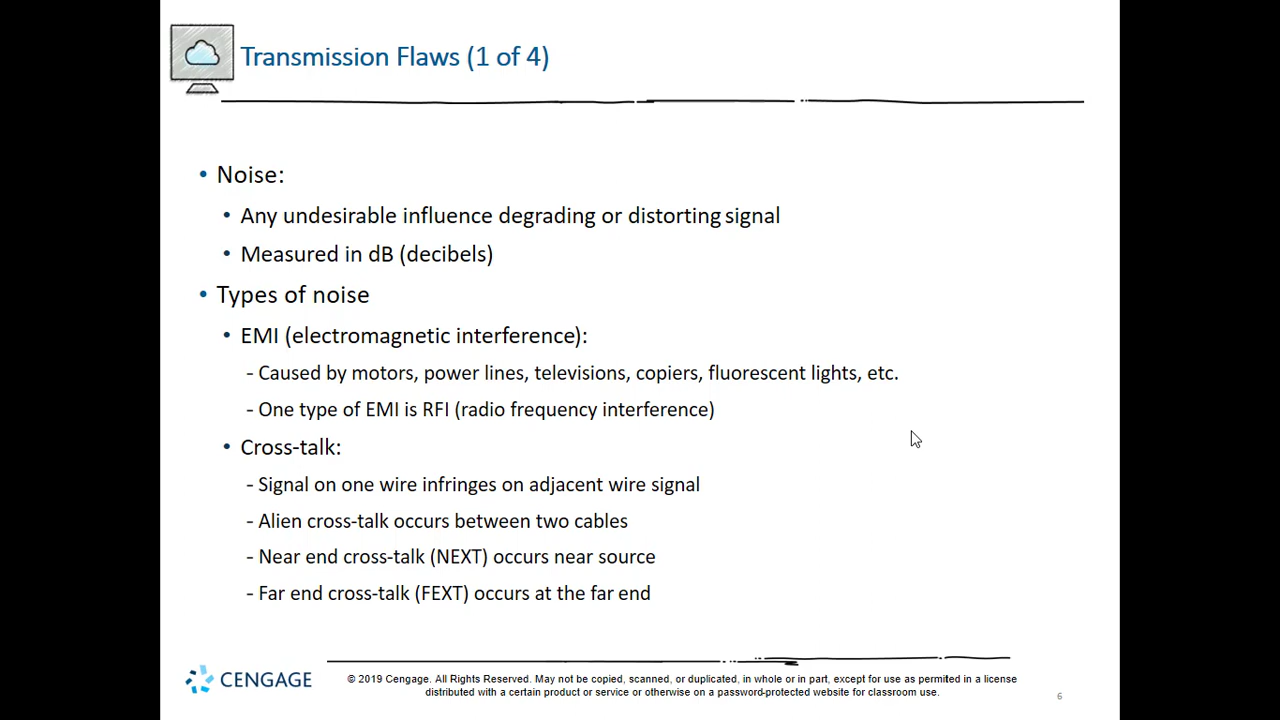 Transmission Flaws (1 of 4)
• Noise:
• Any undesirable influence degrading or distorting signal
• Measured in dB (decibels)
• Types of noise
• EMI (electromagnetic interference):
- Caused by motors, power lines, televisions, copiers, fluorescent lights, etc.
- One type of EMI is RFI (radio frequency interference)
• Cross-talk:
- Signal on one wire infringes on adjacent wire signal
- Alien cross-talk occurs between two cables
- Near end cross-talk (NEXT) occurs near source
- Far end cross-talk (FEXT) occurs at the far end
CENGAGE
© 2019 Cengage. All Rights Reserved. May not be copied, scanned, or duplicated, in whole or in part, except for use as permitted in a license
distributed with a certain product or service or otherwise on a password-protected website for classroom use.
6